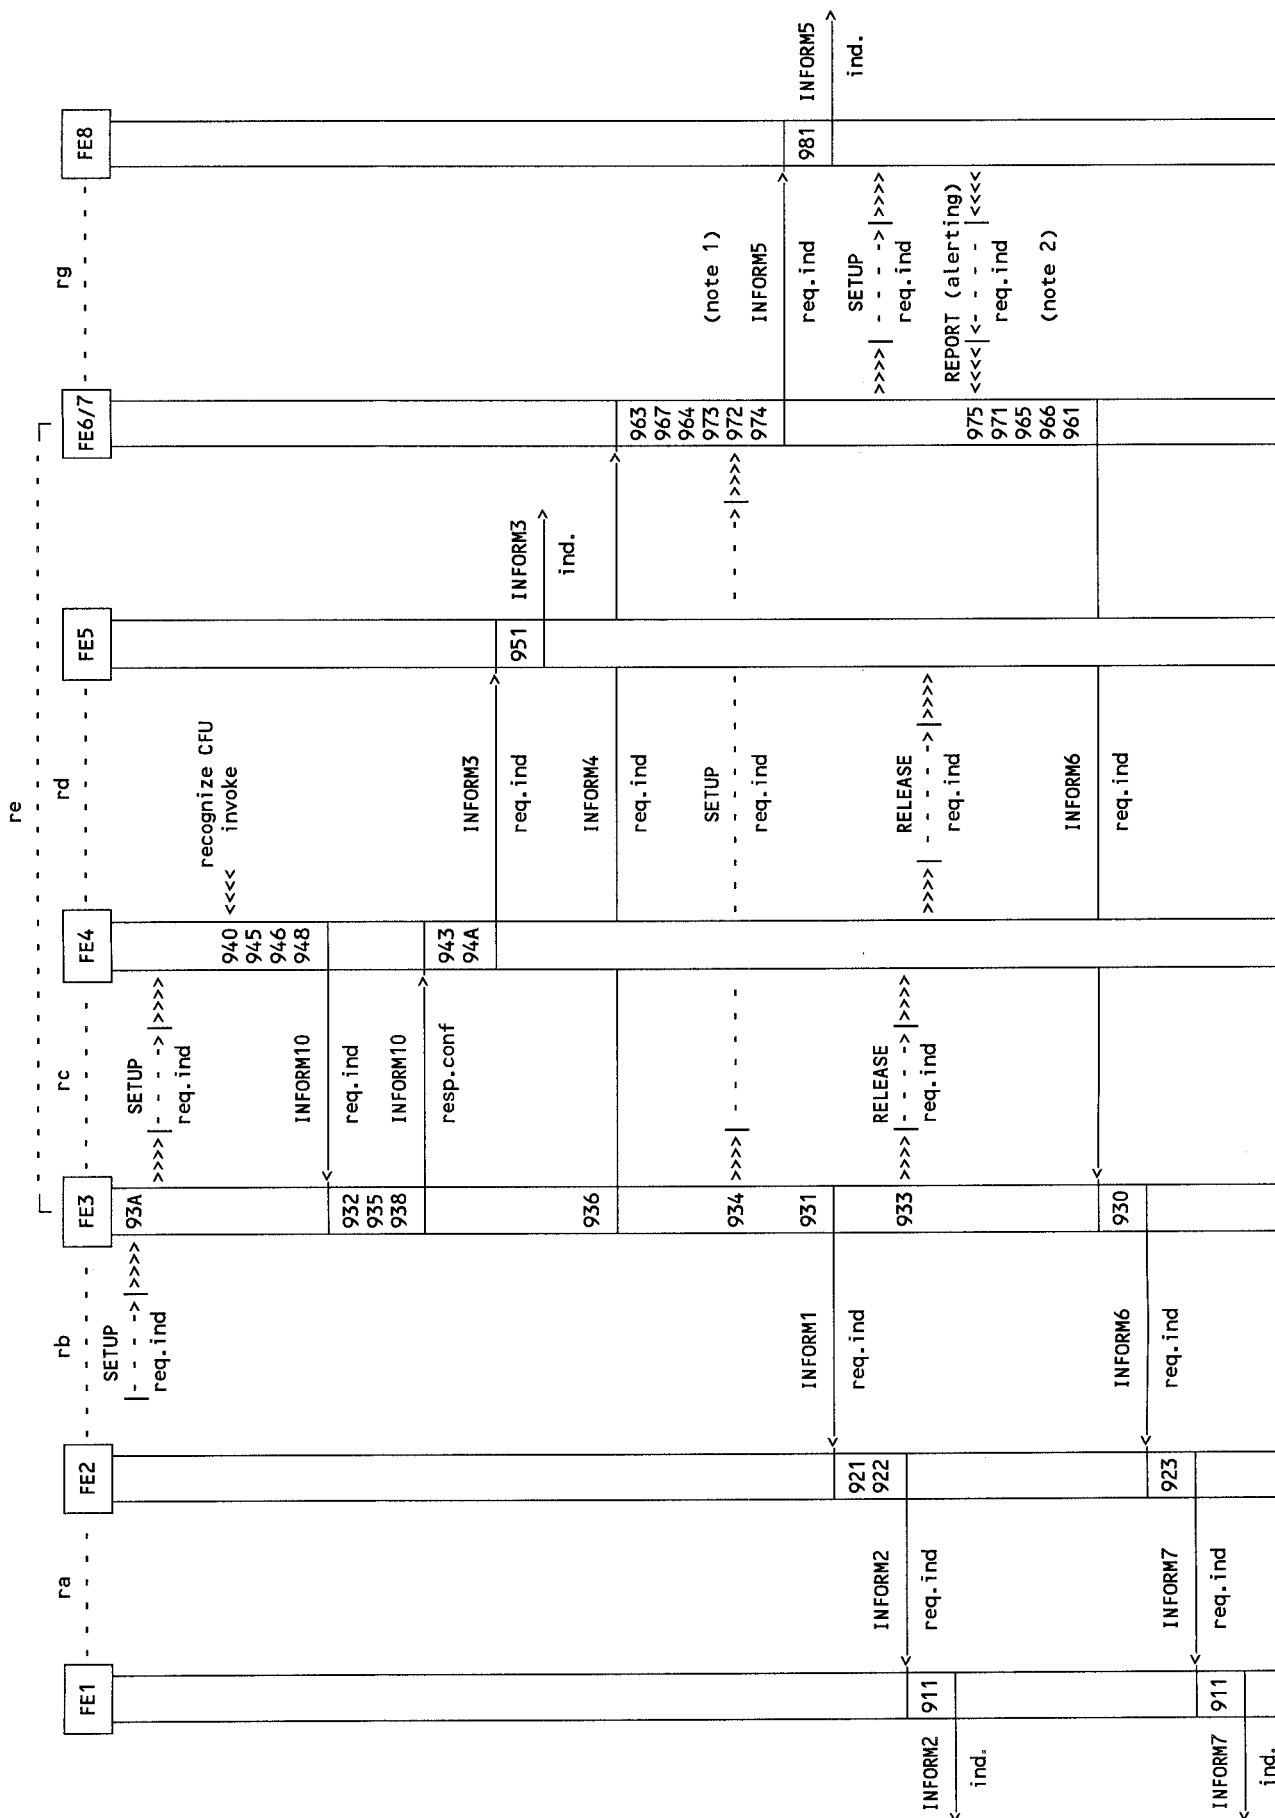 re
ra rb rc rd rg
FE1 FE2 FE3 FE4 FE5 FE6/7 FE8
SETUP
|- - - ->|>>>>
req.ind
93A
SETUP
>>>>|- - - ->|>>>>
req.ind
recognize CFU
<<<< invoke
940
945
946
948
INFORM10
req.ind
932
935
938
INFORM10
resp.conf
943
94A
INFORM3
req.ind
951
INFORM3
ind.
936
INFORM4
req.ind
963
967
964
973
972
974
934
SETUP
>>>>|- - - ->|>>>>
req.ind
(note 1)
INFORM5
req.ind
981
INFORM5
ind.
931
INFORM1
req.ind
921
922
SETUP
>>>>|- - - ->|>>>>
req.ind
INFORM2
req.ind
911
INFORM2
ind.
933
RELEASE
>>>>|- - - ->|>>>>
req.ind
RELEASE
>>>>|- - - ->|>>>>
req.ind
REPORT (alerting)
<<<<|<- - - -|<<<<
req.ind
(note 2)
975
971
965
966
961
INFORM6
req.ind
930
INFORM6
req.ind
923
INFORM7
req.ind
911
INFORM7
ind.